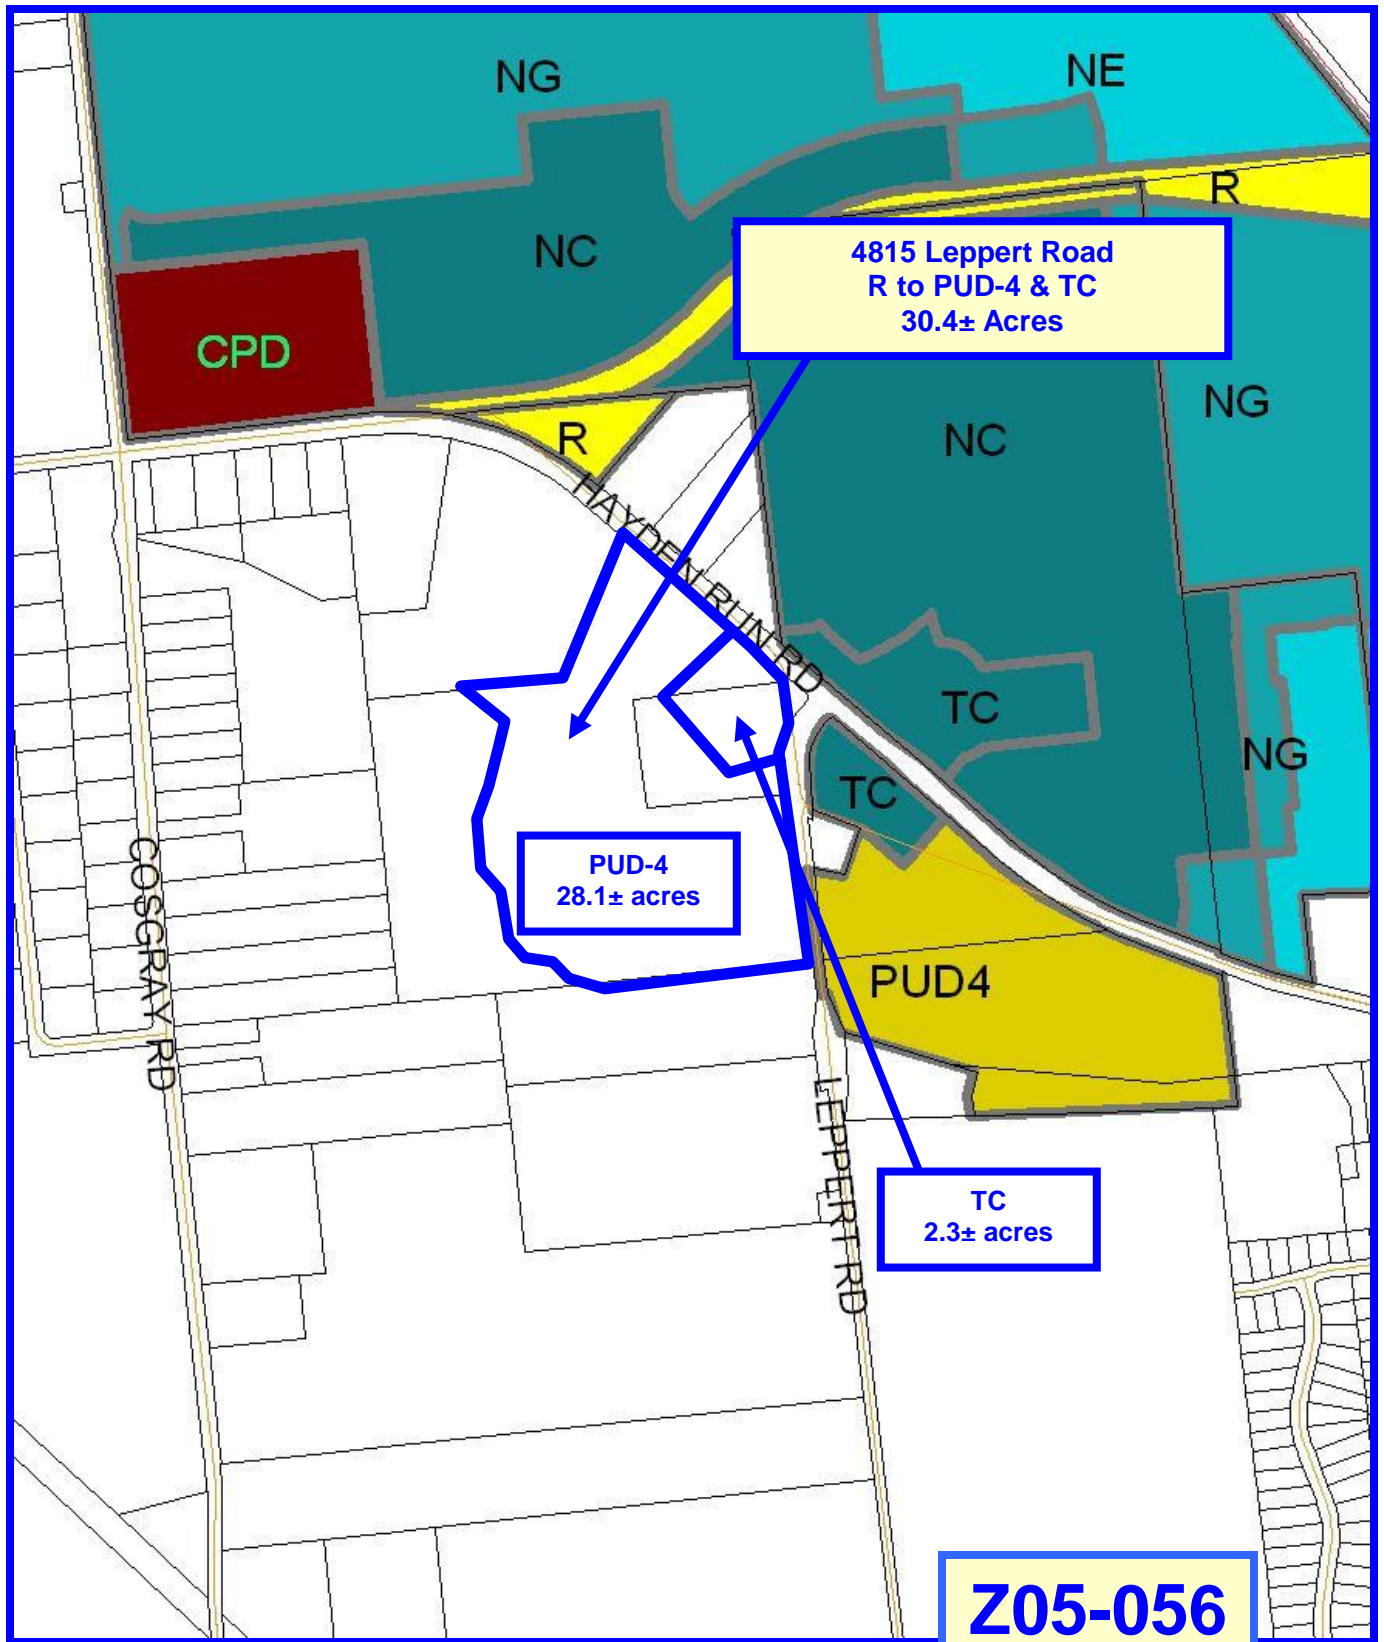 NG
NE
R
NC
4815 Leppert Road
R to PUD-4 & TC
30.4± Acres
CPD
NG
R
NC
HAYDEN RUN RD
TC
NG
TC
PUD-4
28.1± acres
COSGRAY RD
PUD4
LEPPERT RD
TC
2.3± acres
Z05-056